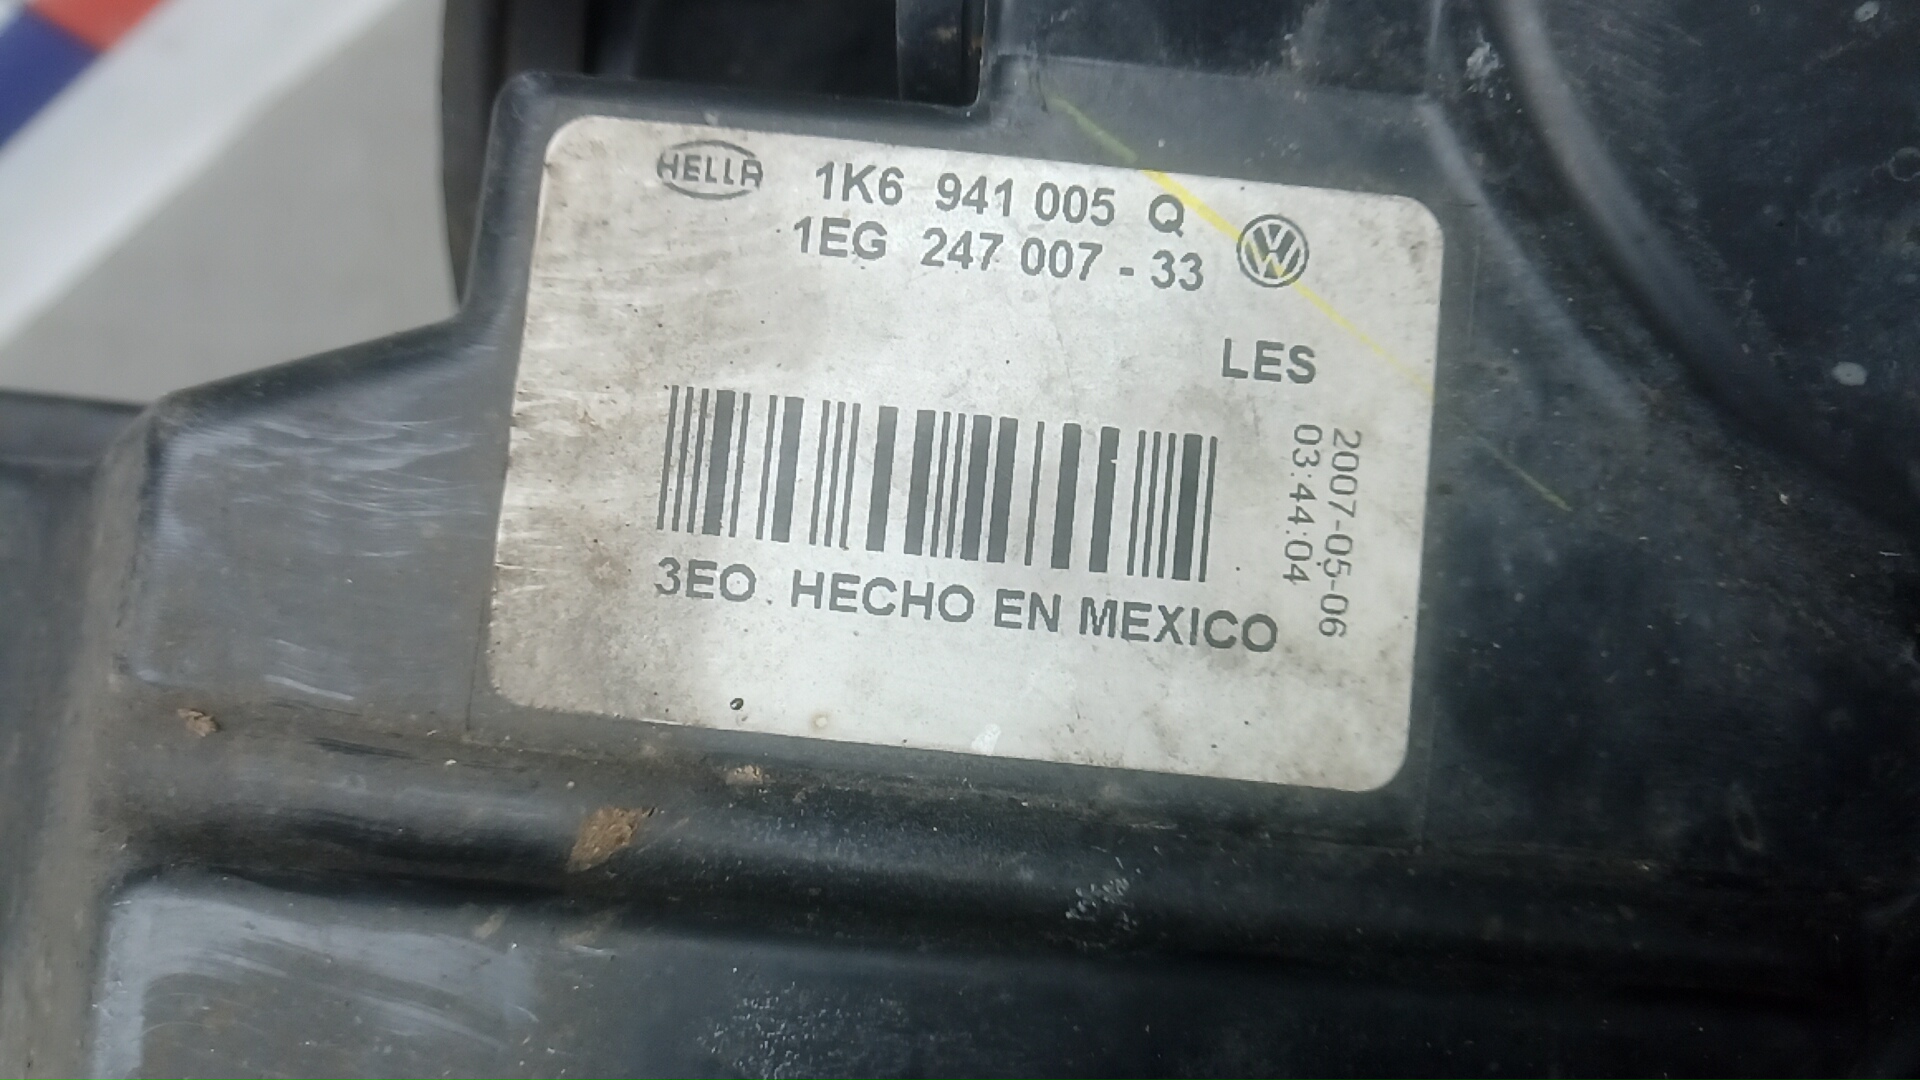 HELLA 1K6 941 005 Q
1EG 247 007 - 33
LES
2007-05-06
03:44:04
3EO. HECHO EN MEXICO